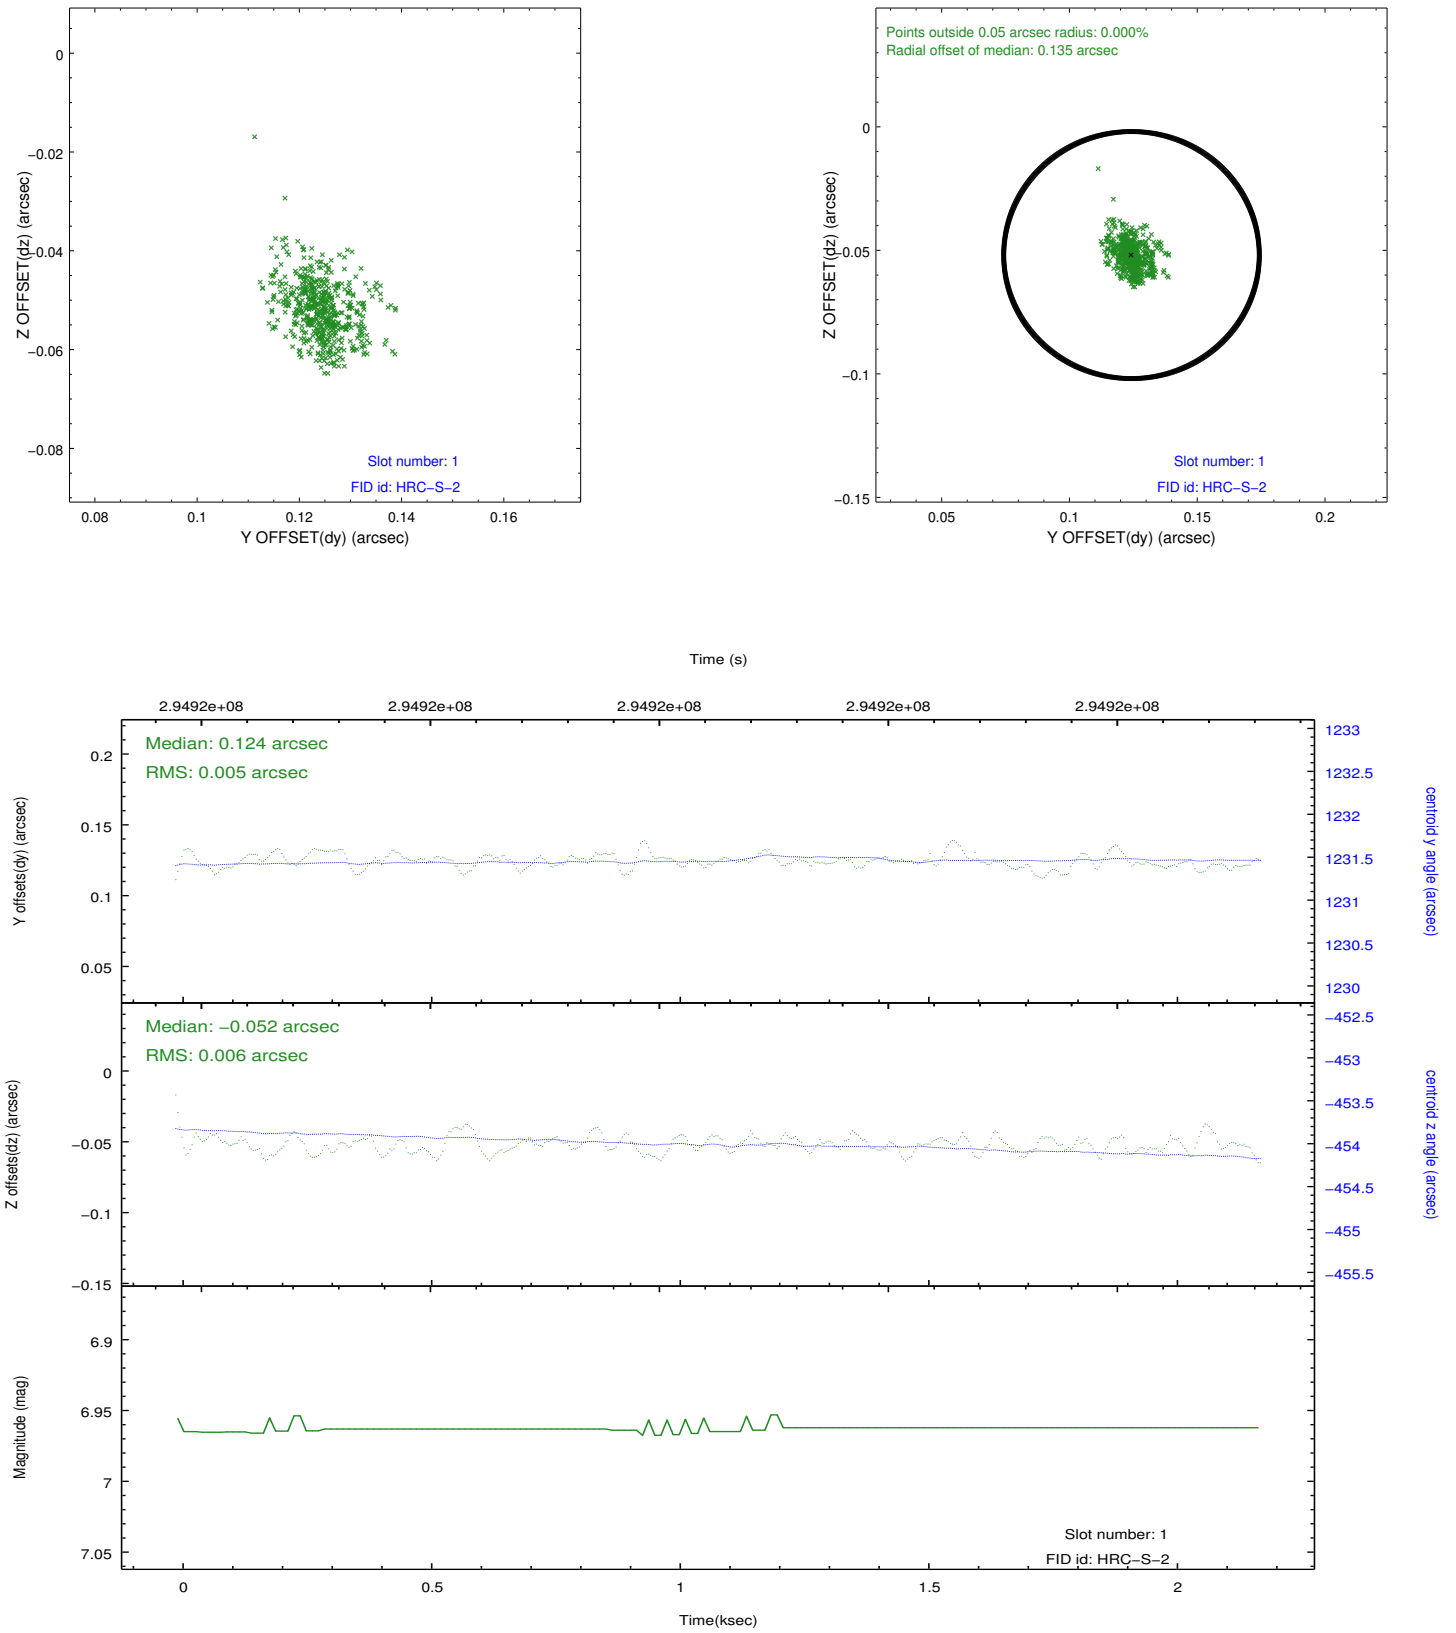 0
−0.02
−0.04
−0.06
−0.08
Z OFFSET(dz) (arcsec)
Slot number: 1
FID id: HRC−S−2
0.08
0.1
0.12
0.14
0.16
Y OFFSET(dy) (arcsec)
Points outside 0.05 arcsec radius: 0.000%
Radial offset of median: 0.135 arcsec
0
−0.05
−0.1
−0.15
Z OFFSET(dz) (arcsec)
Slot number: 1
FID id: HRC−S−2
0.05
0.1
0.15
0.2
Y OFFSET(dy) (arcsec)
Time (s)
2.9492e+08
2.9492e+08
2.9492e+08
2.9492e+08
2.9492e+08
Median: 0.124 arcsec
RMS: 0.005 arcsec
0.2
0.15
0.1
0.05
Y offsets(dy) (arcsec)
1233
1232.5
1232
1231.5
1231
1230.5
1230
centroid y angle (arcsec)
Median: −0.052 arcsec
RMS: 0.006 arcsec
0
−0.05
−0.1
−0.15
Z offsets(dz) (arcsec)
−452.5
−453
−453.5
−454
−454.5
−455
−455.5
centroid z angle (arcsec)
6.9
6.95
7
7.05
Magnitude (mag)
Slot number: 1
FID id: HRC−S−2
0
0.5
1
1.5
2
Time(ksec)